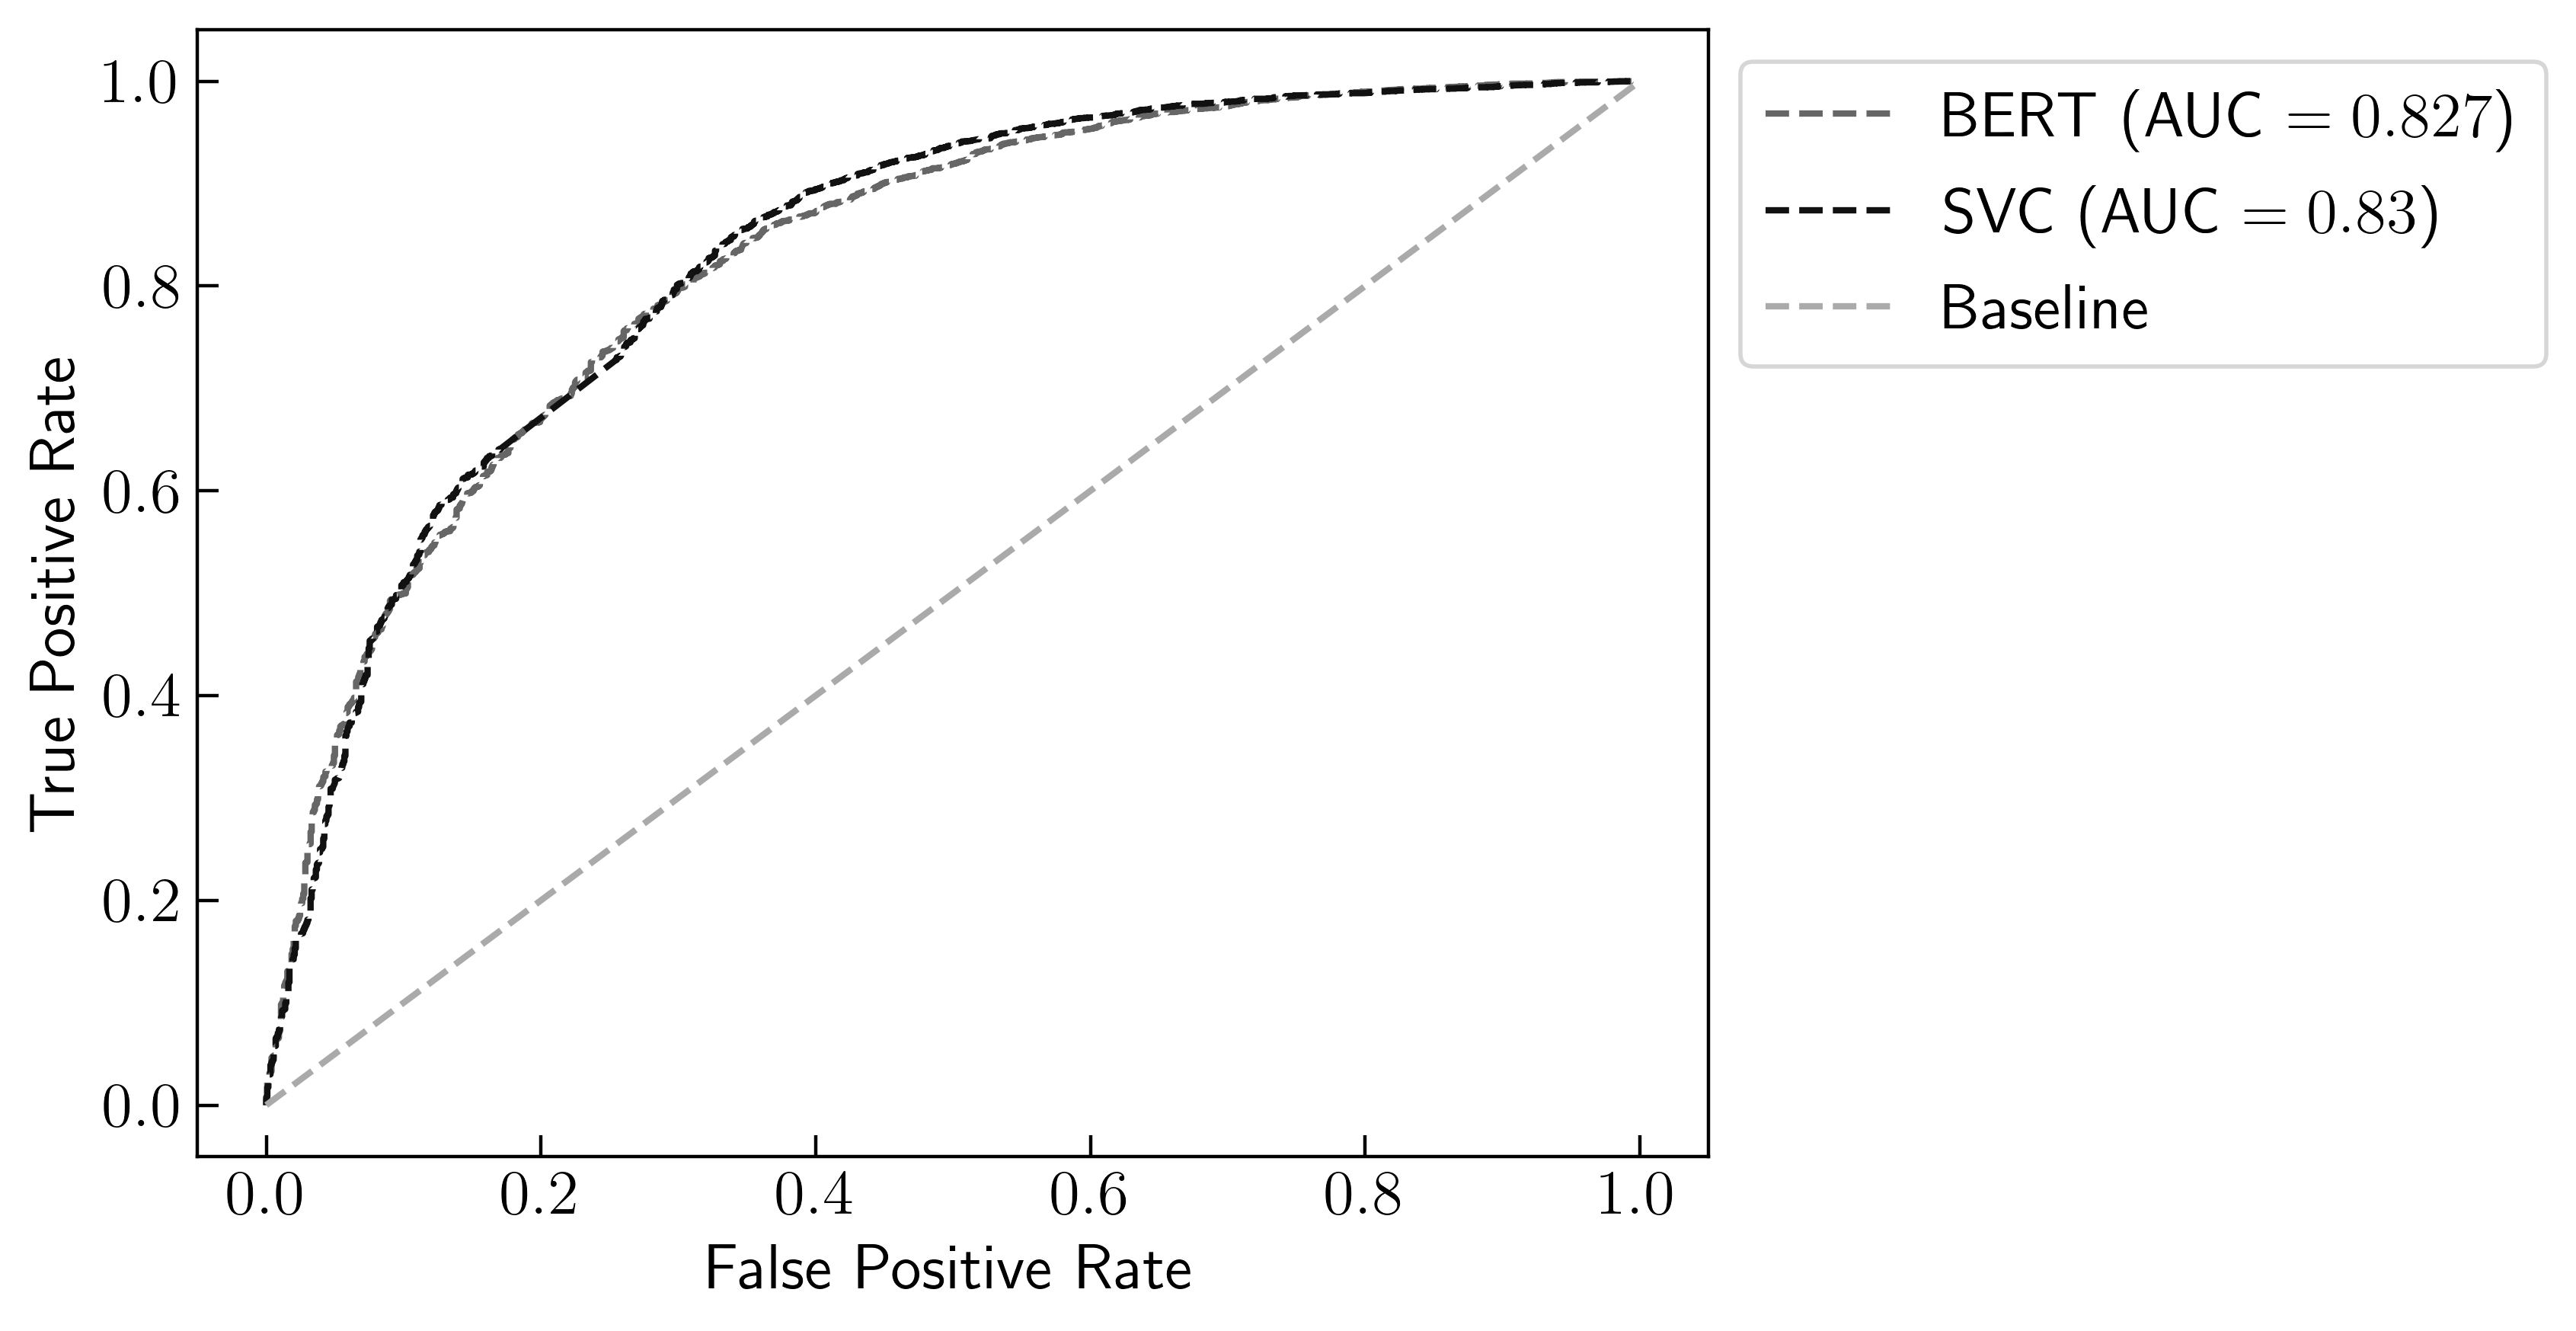 1.0
0.8
0.6
0.4
0.2
0.0
True Positive Rate
0.0 0.2 0.4 0.6 0.8 1.0
False Positive Rate
BERT (AUC = 0.827)
SVC (AUC = 0.83)
Baseline